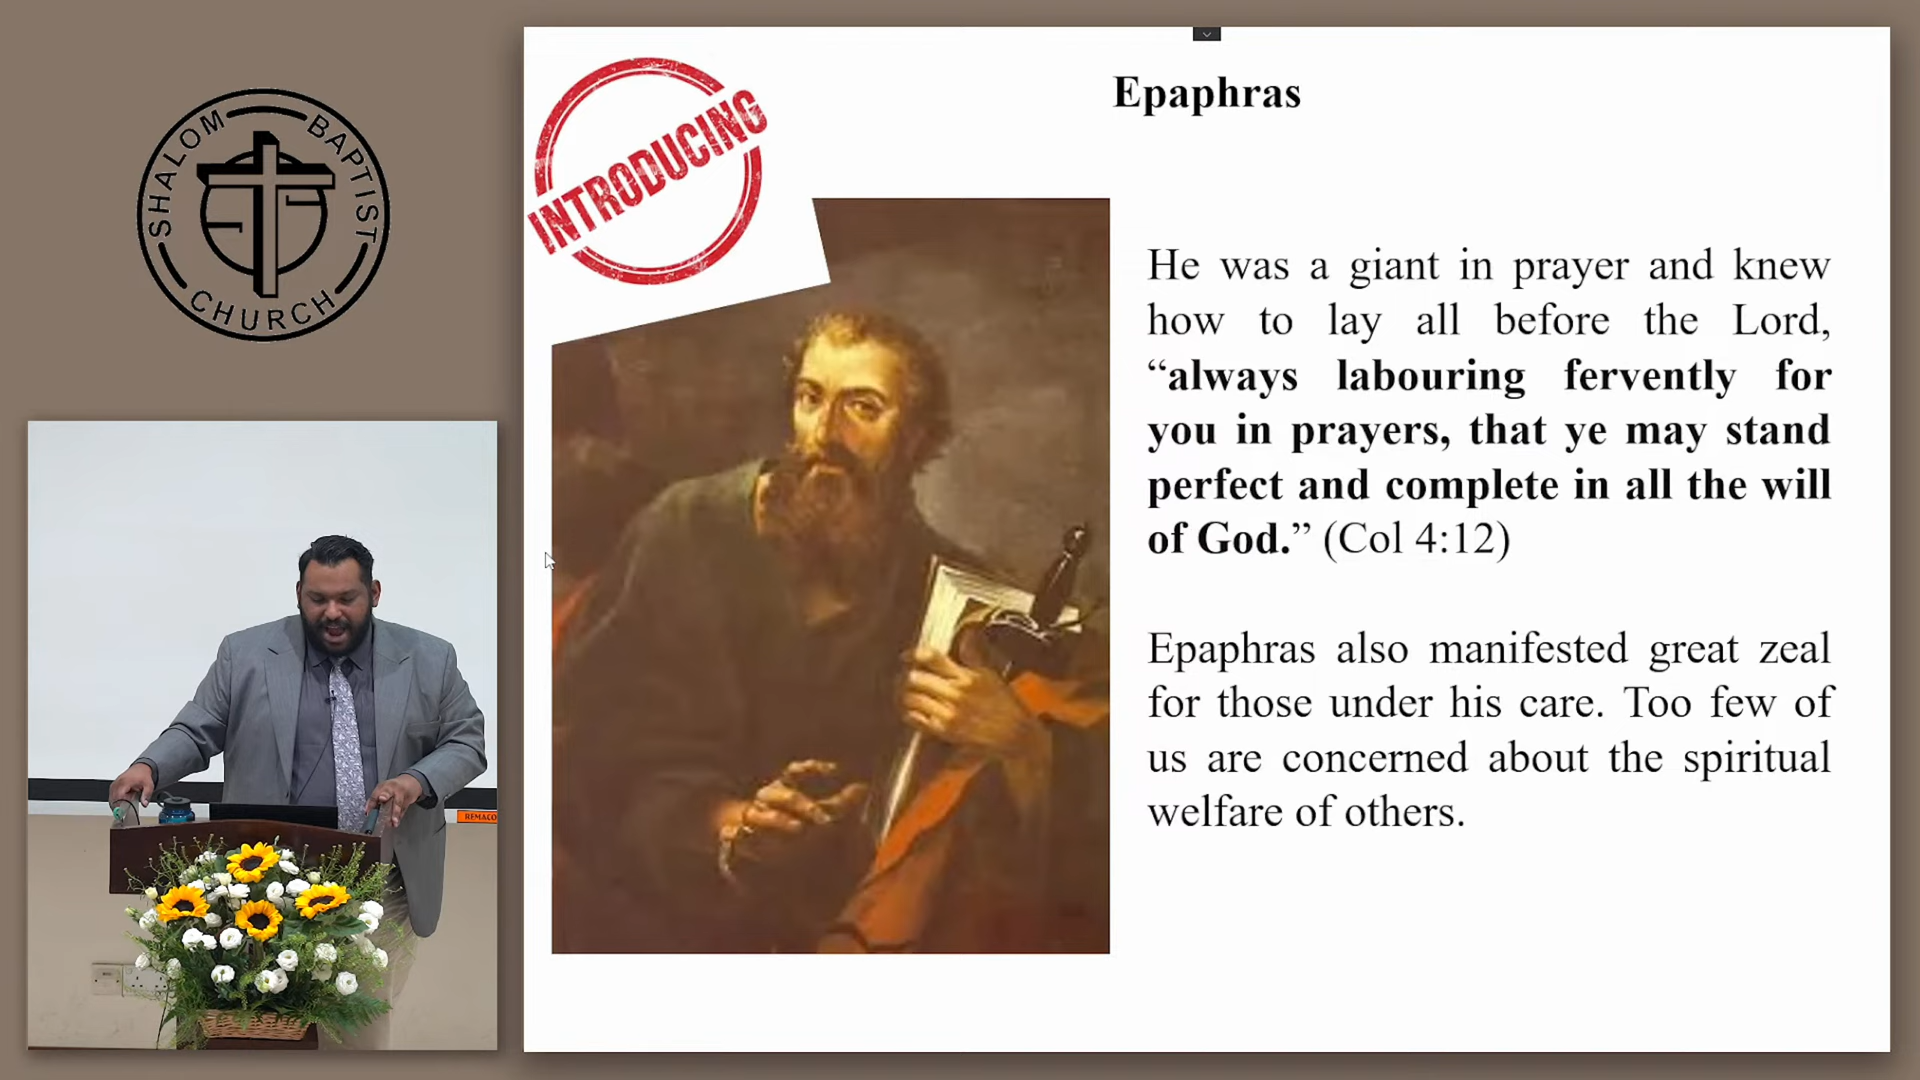 SHALOM BAPTIST
CHURCH
INTRODUCING
Epaphras
He was a giant in prayer and knew
how to lay all before the Lord,
“always labouring fervently for
you in prayers, that ye may stand
perfect and complete in all the will
of God.” (Col 4:12)
Epaphras also manifested great zeal
for those under his care. Too few of
us are concerned about the spiritual
welfare of others.
REMACO